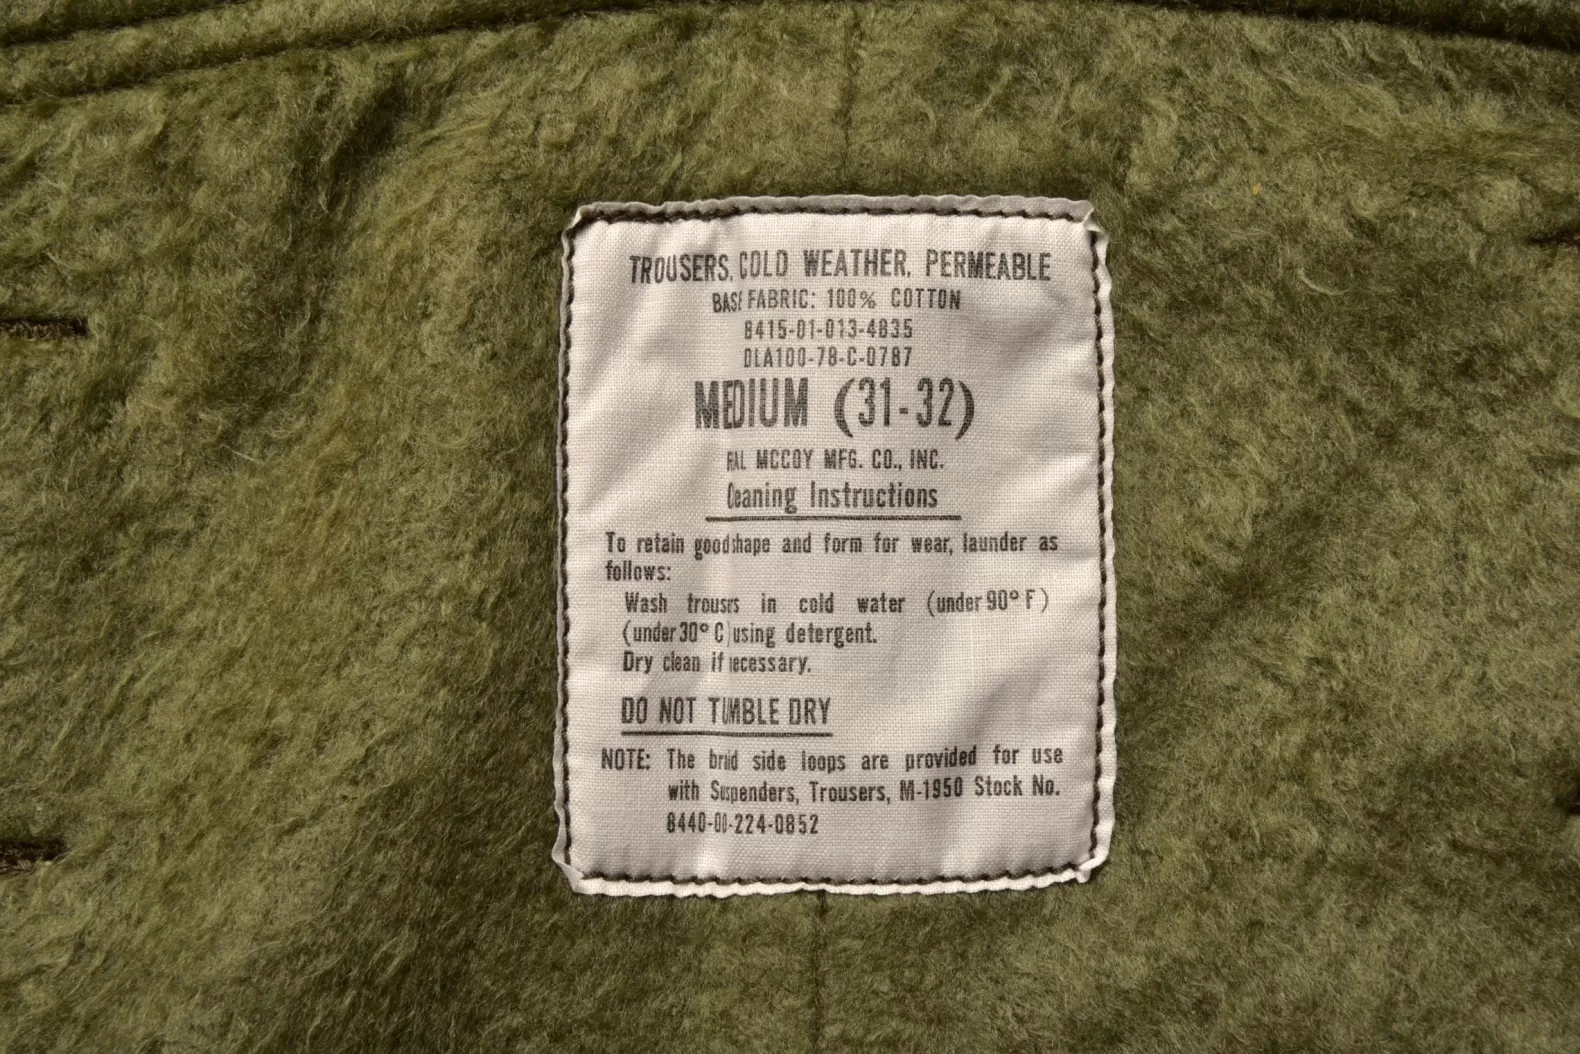 TROUSERS, COLD WEATHER, PERMEABLE
BASE FABRIC: 100% COTTON
8415-01-013-4835
DLA100-78-C-0787
MEDIUM (31-32)
REAL MCCOY MFG. CO., INC.
Cleaning Instructions
To retain good shape and form for wear, launder as
follows:
Wash trousers in cold water (under 90° F)
(under 30° C) using detergent.
Dry clean if necessary.
DO NOT TUMBLE DRY
NOTE: The braid side loops are provided for use
with Suspenders, Trousers, M-1950 Stock No.
8440-00-224-0852